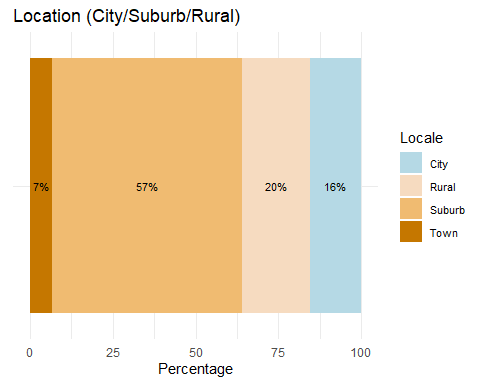 Location (City/Suburb/Rural)
7%
57%
20%
16%
0
25
50
75
100
Percentage
Locale
City
Rural
Suburb
Town